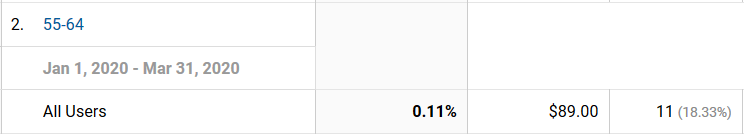 2. 55-64
Jan 1, 2020 - Mar 31, 2020
All Users 0.11% $89.00 11 (18.33%)